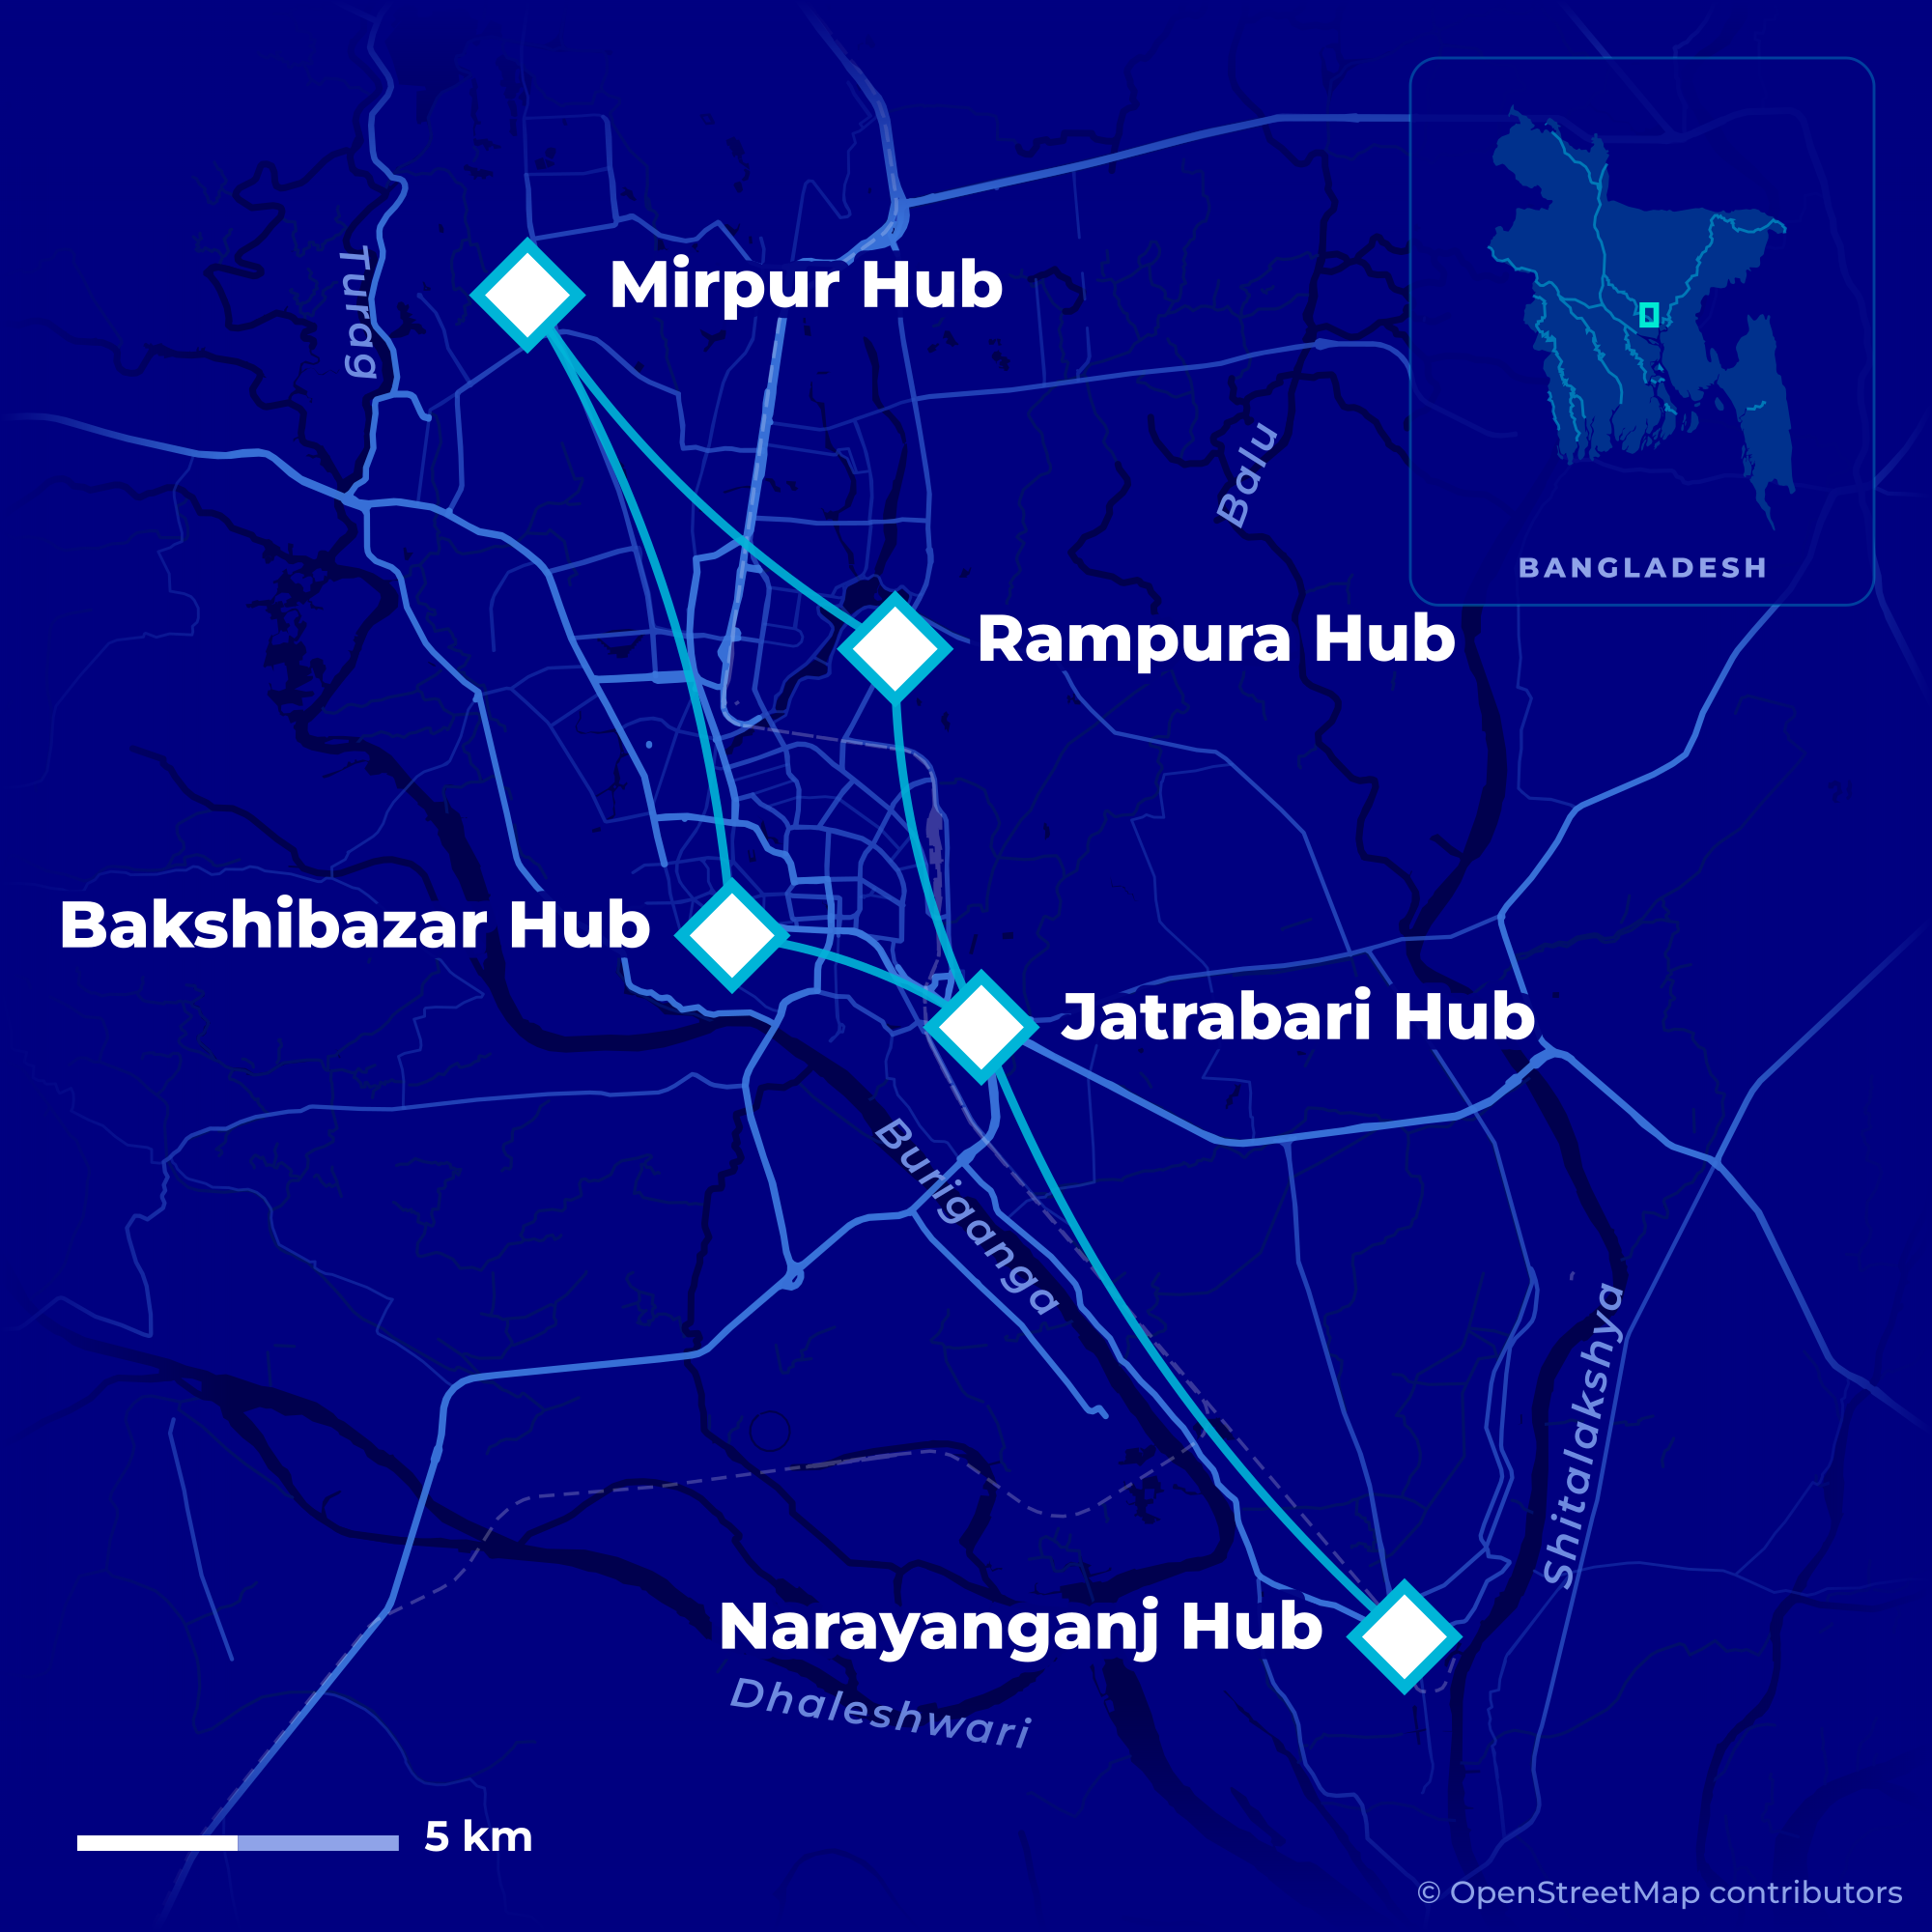 Turag
Mirpur Hub
Balu
BANGLADESH
Rampura Hub
Bakshibazar Hub
Jatrabari Hub
Buriganga
Shitalakshya
Narayanganj Hub
Dhaleshwari
5 km
© OpenStreetMap contributors